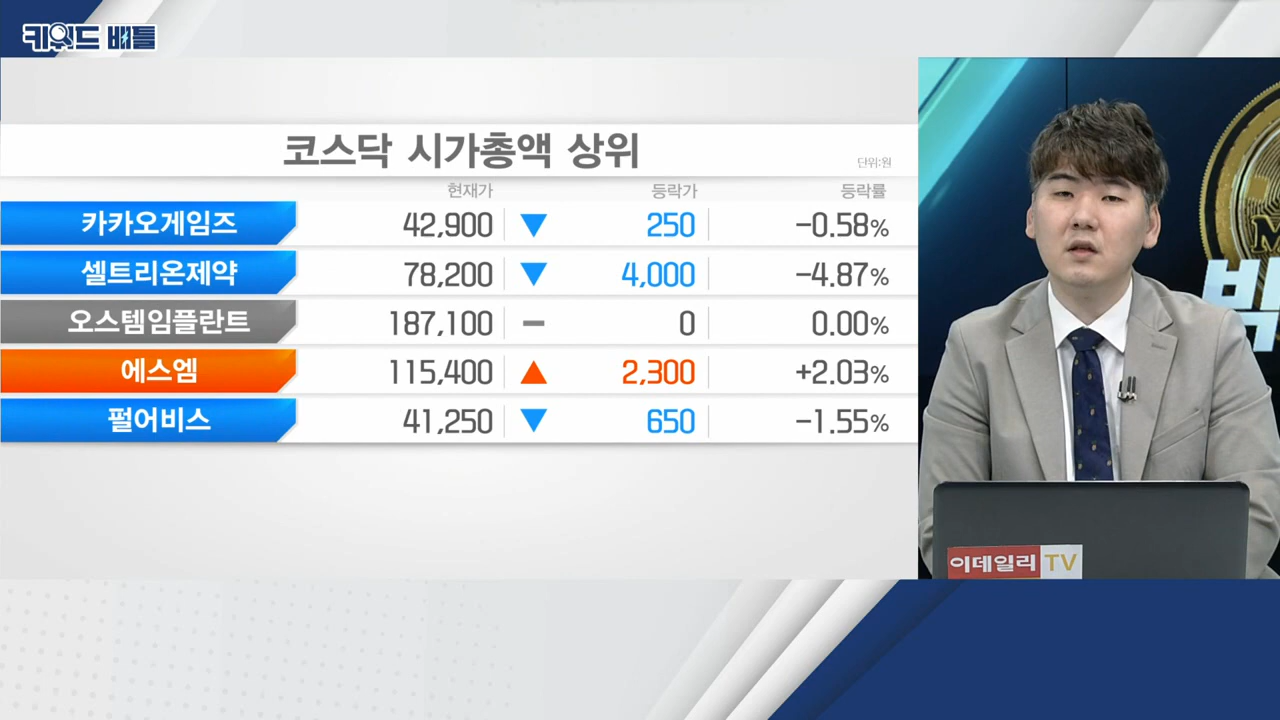 키워드 배틀
코스닥 시가총액 상위
단위:원
현재가 등락가 등락률
카카오게임즈 42,900 ▼ 250 -0.58%
셀트리온제약 78,200 ▼ 4,000 -4.87%
오스템임플란트 187,100 - 0 0.00%
에스엠 115,400 ▲ 2,300 +2.03%
펄어비스 41,250 ▼ 650 -1.55%
이데일리 TV